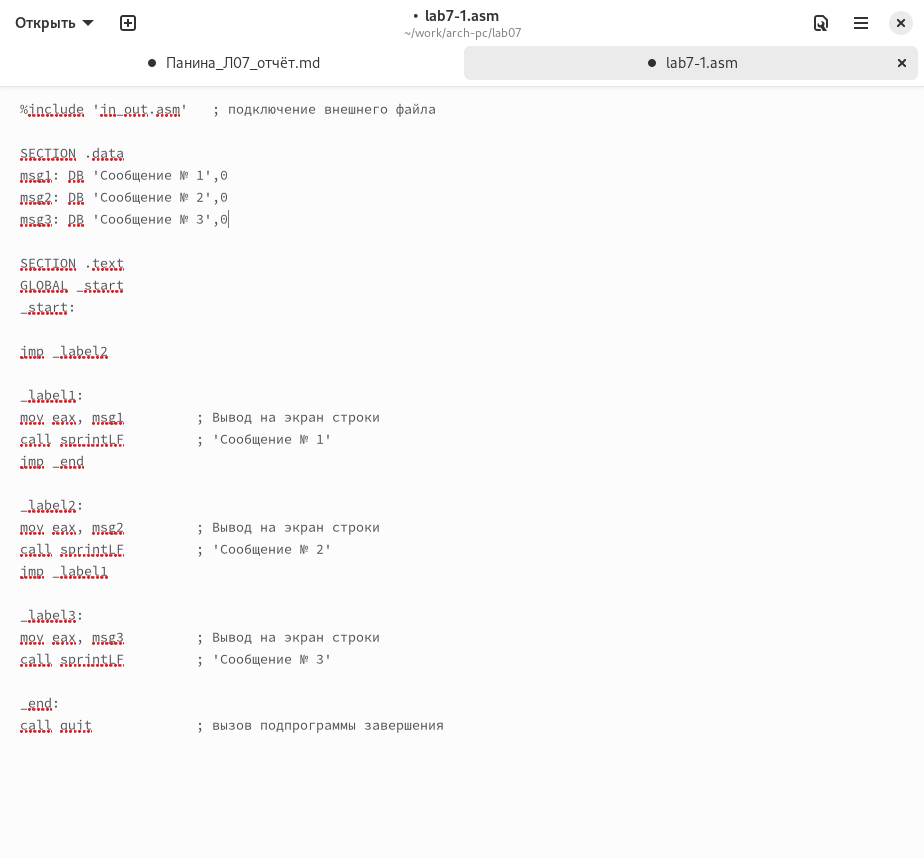 Открыть
• lab7-1.asm
~/work/arch-pc/lab07
● Панина_Л07_отчёт.md
● lab7-1.asm
%include 'in_out.asm'   ; подключение внешнего файла
SECTION .data
msg1: DB 'Сообщение № 1',0
msg2: DB 'Сообщение № 2',0
msg3: DB 'Сообщение № 3',0
SECTION .text
GLOBAL _start
_start:
jmp _label2
_label1:
mov eax, msg1         ; Вывод на экран строки
call sprintLF         ; 'Сообщение № 1'
jmp _end
_label2:
mov eax, msg2         ; Вывод на экран строки
call sprintLF         ; 'Сообщение № 2'
jmp _label1
_label3:
mov eax, msg3         ; Вывод на экран строки
call sprintLF         ; 'Сообщение № 3'
_end:
call quit             ; вызов подпрограммы завершения